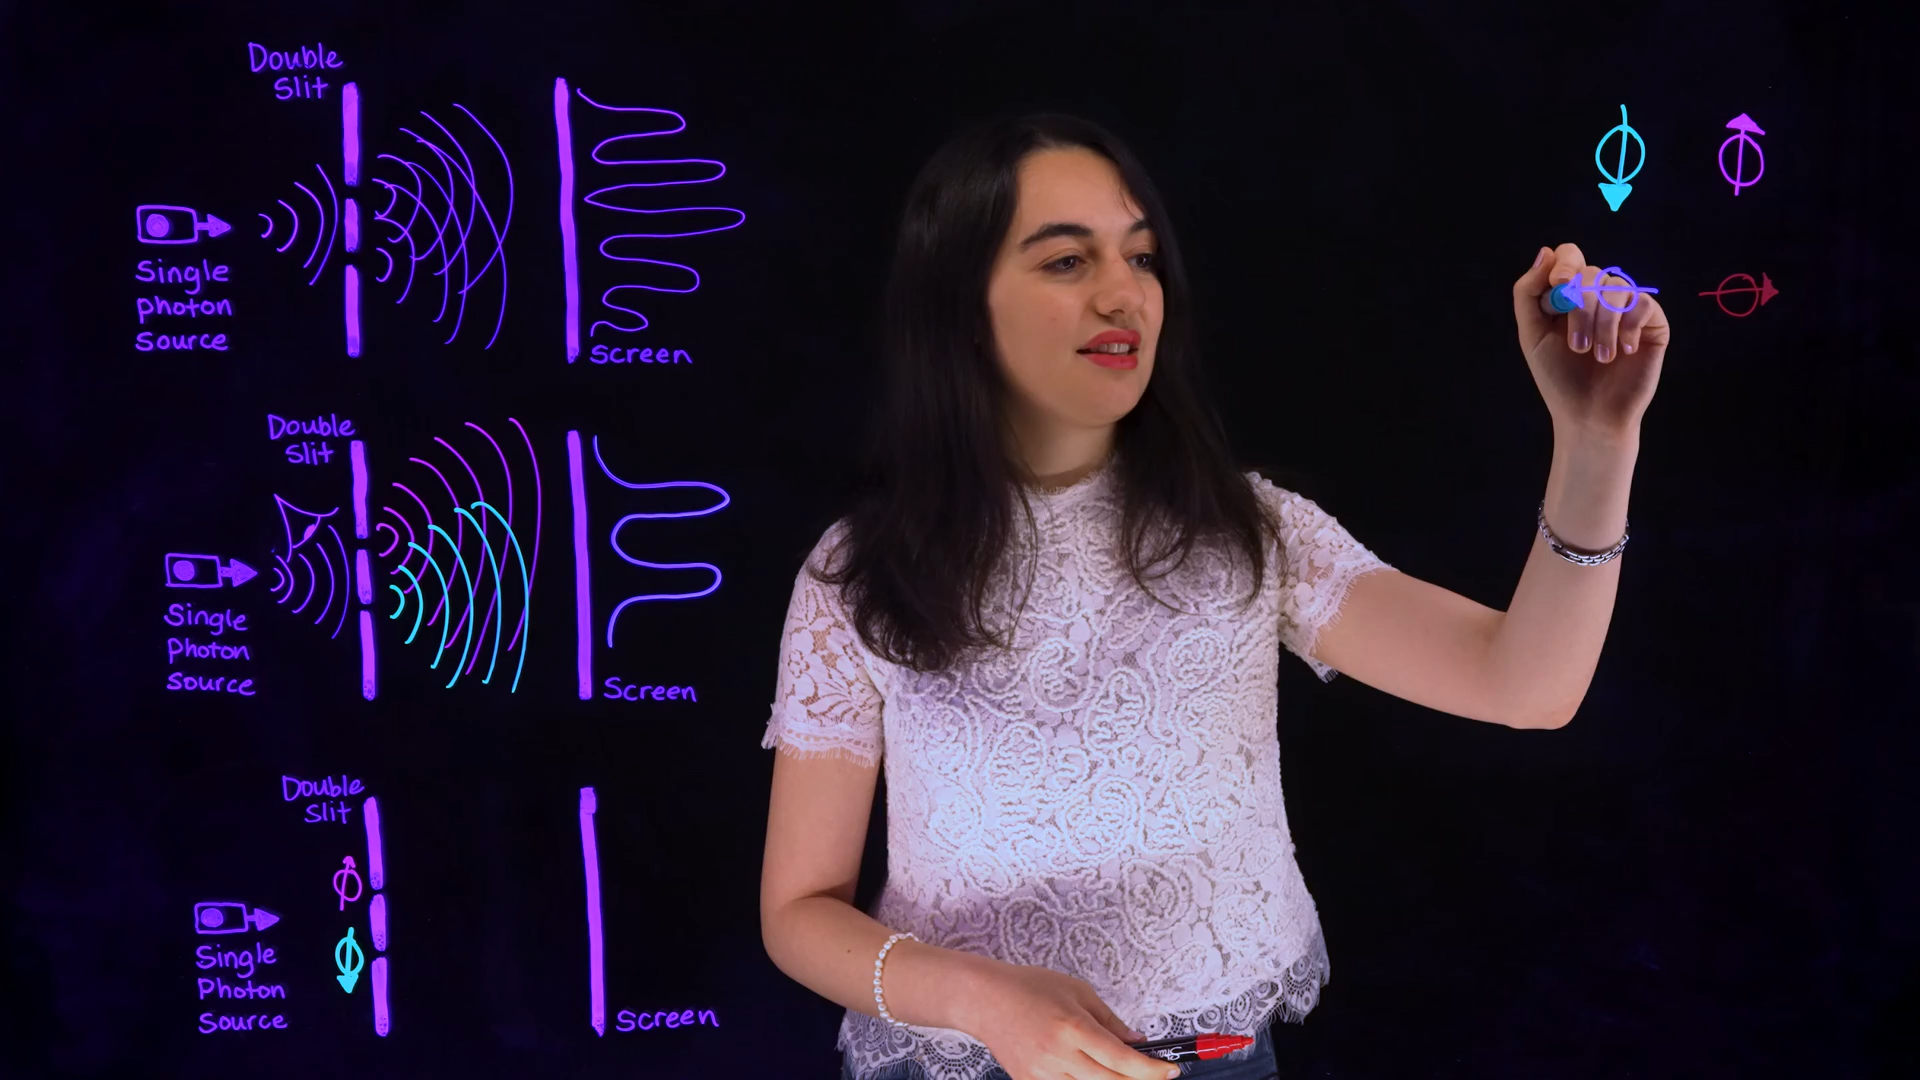 Double
Slit
Single
photon
Source
Screen
Double
Slit
Single
Photon
Source
Screen
Double
Slit
Single
Photon
Source
Screen